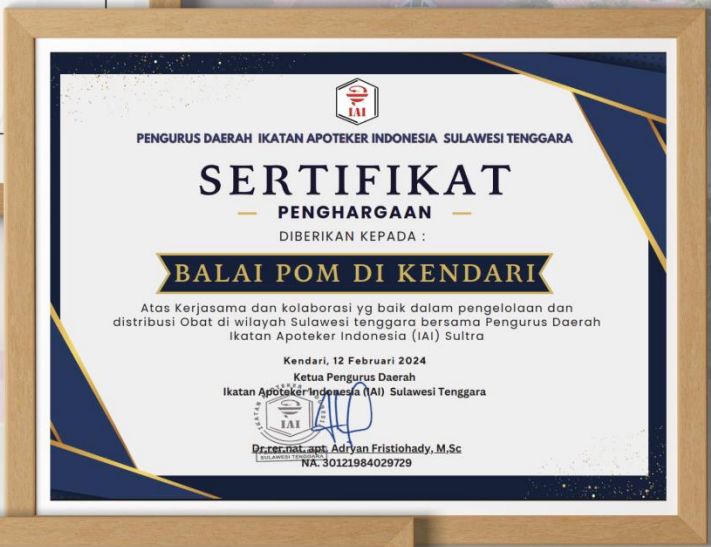 IAI
PENGURUS DAERAH IKATAN APOTEKER INDONESIA SULAWESI TENGGARA
SERTIFIKAT
PENGHARGAAN
DIBERIKAN KEPADA :
BALAI POM DI KENDARI
Atas Kerjasama dan kolaborasi yg baik dalam pengelolaan dan
distribusi Obat di wilayah Sulawesi tenggara bersama Pengurus Daerah
Ikatan Apoteker Indonesia (IAI) Sultra
Kendari, 12 Februari 2024
Ketua Pengurus Daerah
Ikatan Apoteker Indonesia (IAI) Sulawesi Tenggara
IKATAN APOTEKER INDONESIA
IAI
Dr.rer.nat. apt. Adryan Fristiohady, M,Sc
SULAWESI TENGGARA
NA. 30121984029729